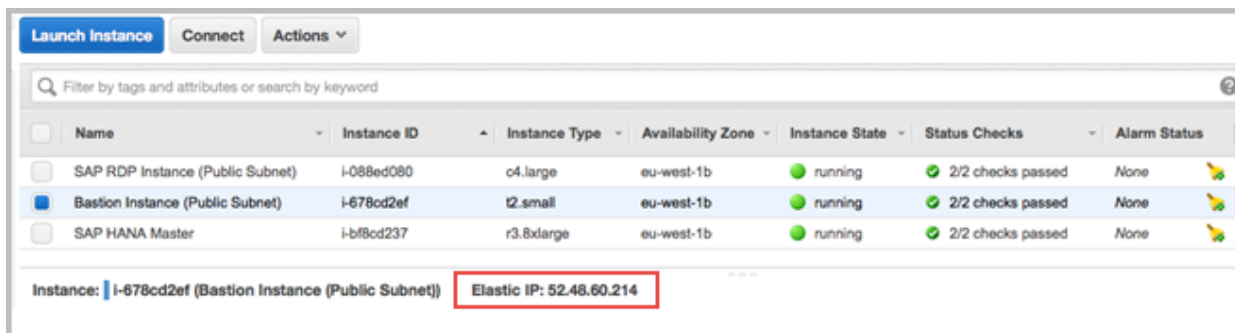 Launch Instance Connect Actions
Filter by tags and attributes or search by keyword
Name Instance ID Instance Type Availability Zone Instance State Status Checks Alarm Status
SAP RDP Instance (Public Subnet) i-088ed080 c4.large eu-west-1b running 2/2 checks passed None
Bastion Instance (Public Subnet) i-678cd2ef t2.small eu-west-1b running 2/2 checks passed None
SAP HANA Master i-bf8cd237 r3.8xlarge eu-west-1b running 2/2 checks passed None
Instance: i-678cd2ef (Bastion Instance (Public Subnet)) Elastic IP: 52.48.60.214